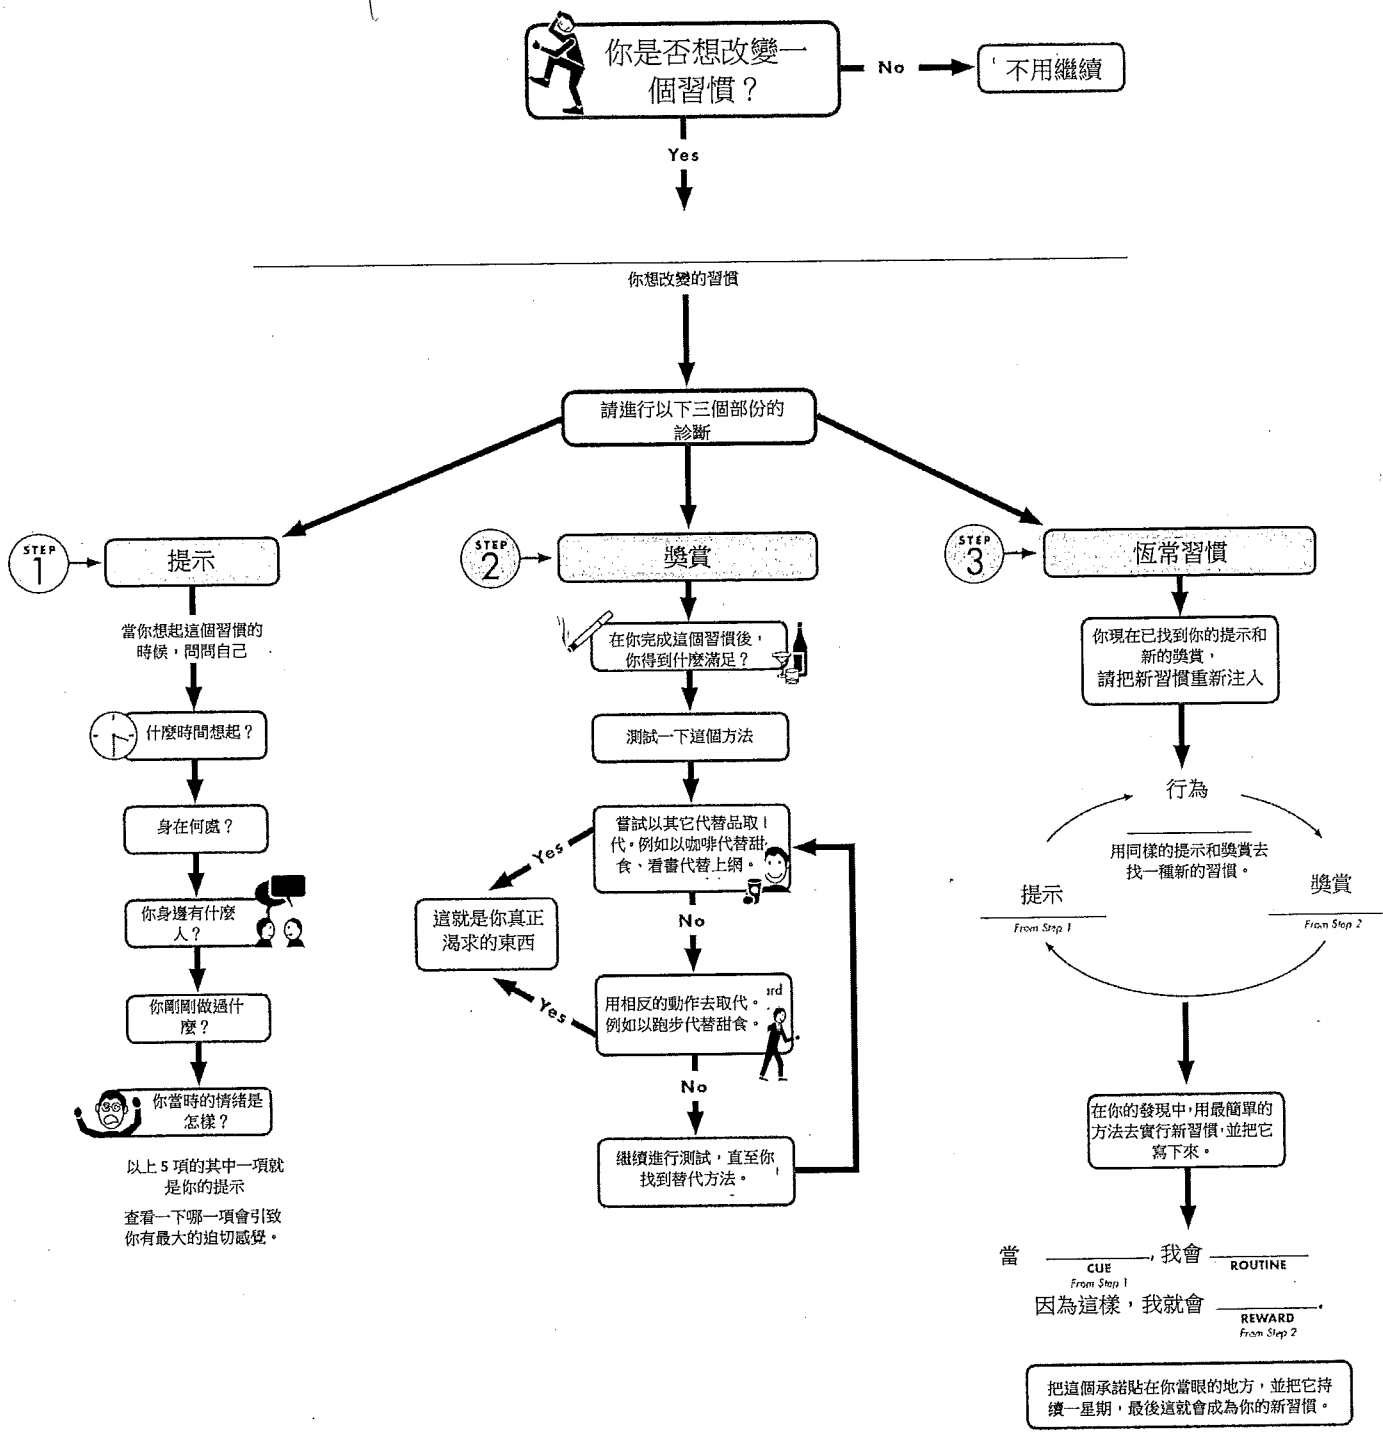 你是否想改變一
個習慣？
No
不用繼續
Yes
你想改變的習慣
請進行以下三個部份的
診斷
STEP
1
提示
當你想起這個習慣的
時候，問問自己
什麼時間想起？
身在何處？
你身邊有什麼
人？
你剛剛做過什
麼？
你當時的情緒是
怎樣？
以上 5 項的其中一項就
是你的提示
查看一下哪一項會引致
你有最大的迫切感覺。
STEP
2
獎賞
在你完成這個習慣後，
你得到什麼滿足？
測試一下這個方法
嘗試以其它代替品取
代。例如以咖啡代替甜
食、看書代替上網。
Yes
這就是你真正
渴求的東西
No
用相反的動作去取代。
例如以跑步代替甜食。
Yes
No
繼續進行測試，直至你
找到替代方法。
STEP
3
恆常習慣
你現在已找到你的提示和
新的獎賞，
請把新習慣重新注入
行為
用同樣的提示和獎賞去
找一種新的習慣。
提示
From Step 1
獎賞
From Step 2
在你的發現中，用最簡單的
方法去實行新習慣，並把它
寫下來。
當 ，我會
CUE
ROUTINE
From Step 1
因為這樣，我就會 .
REWARD
From Step 2
把這個承諾貼在你當眼的地方，並把它持
續一星期，最後這就會成為你的新習慣。